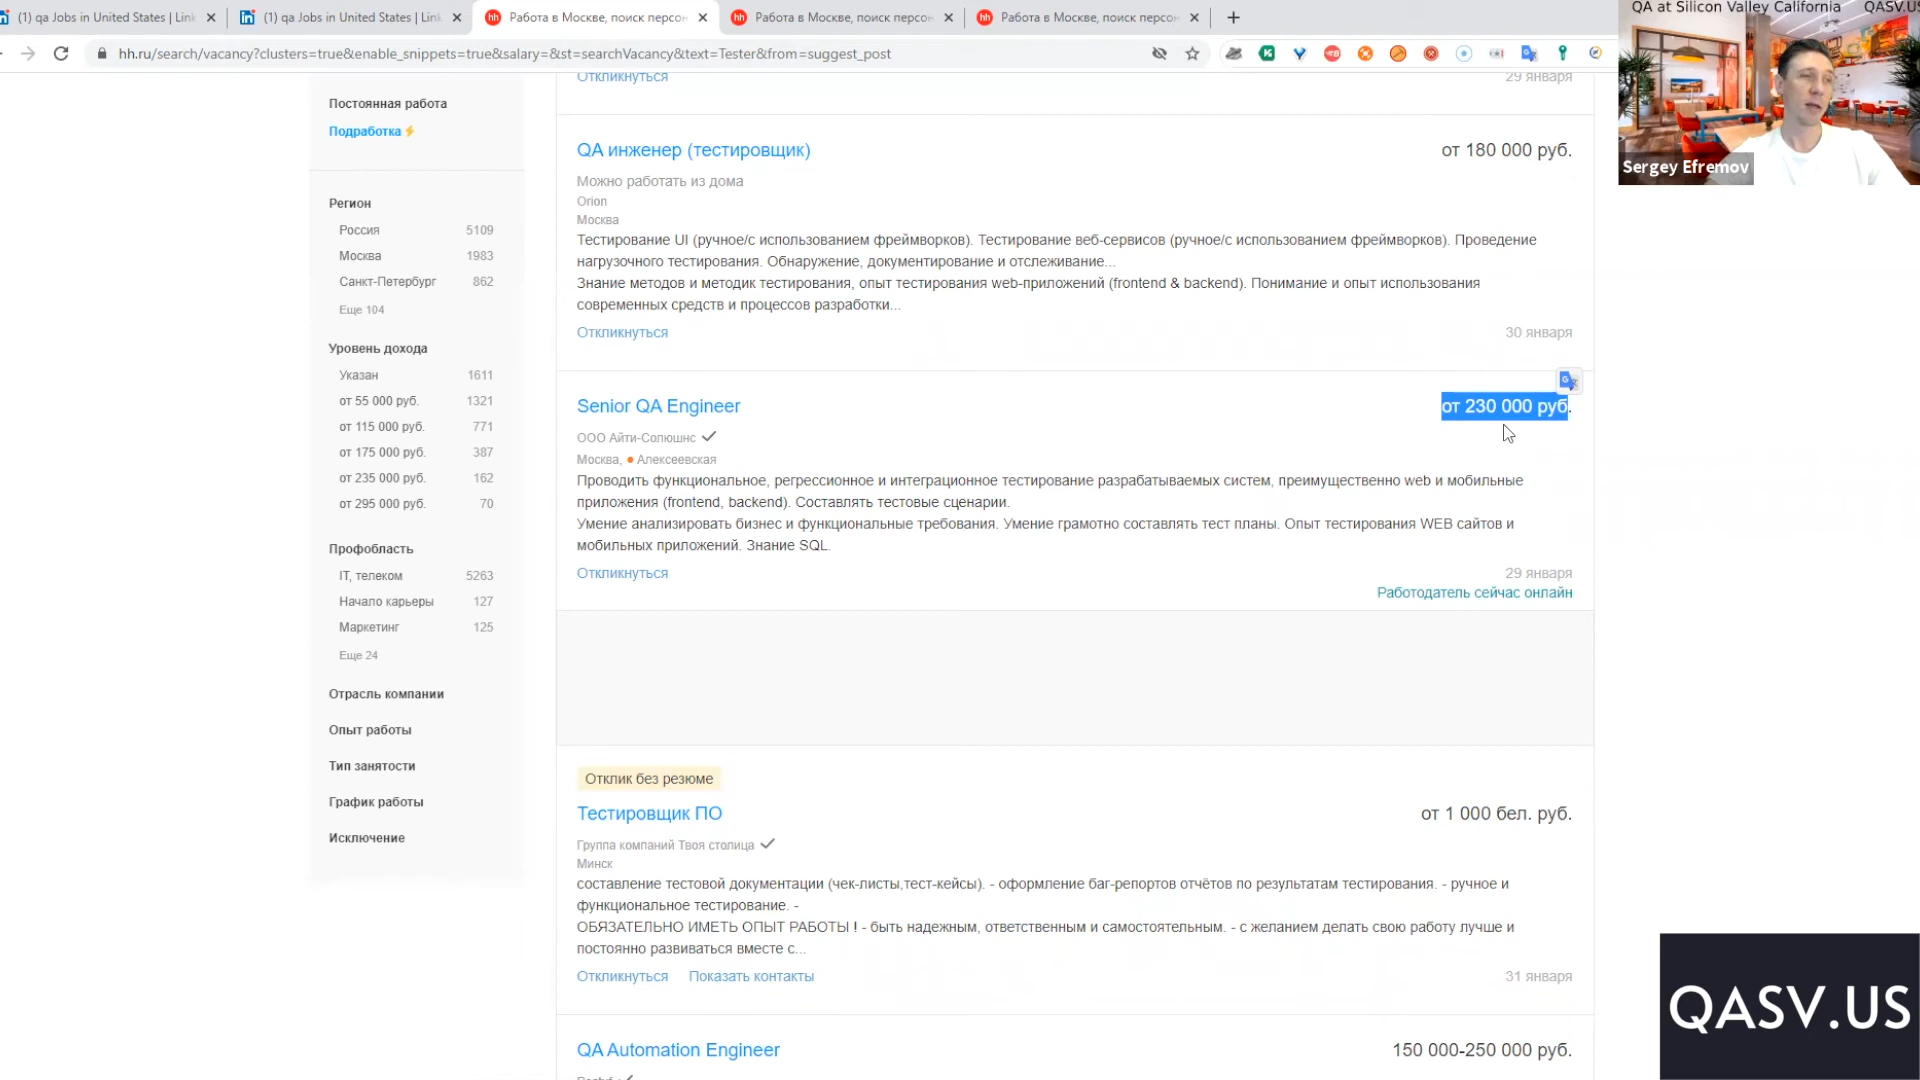 (1) qa Jobs in United States | Link
(1) qa Jobs in United States | Link
Работа в Москве, поиск персон
Работа в Москве, поиск персон
Работа в Москве, поиск персон
hh.ru/search/vacancy?clusters=true&enable_snippets=true&salary=&st=searchVacancy&text=Tester&from=suggest_post
QA at Silicon Valley California QASV.US
Sergey Efremov
Постоянная работа
Подработка
Регион
Россия 5109
Москва 1983
Санкт-Петербург 862
Еще 104
Уровень дохода
Указан 1611
от 55 000 руб. 1321
от 115 000 руб. 771
от 175 000 руб. 387
от 235 000 руб. 162
от 295 000 руб. 70
Профобласть
IT, телеком 5263
Начало карьеры 127
Маркетинг 125
Еще 24
Отрасль компании
Опыт работы
Тип занятости
График работы
Исключение
Откликнуться 29 января
QA инженер (тестировщик) от 180 000 руб.
Можно работать из дома
Orion
Москва
Тестирование UI (ручное/с использованием фреймворков). Тестирование веб-сервисов (ручное/с использованием фреймворков). Проведение
нагрузочного тестирования. Обнаружение, документирование и отслеживание...
Знание методов и методик тестирования, опыт тестирования web-приложений (frontend & backend). Понимание и опыт использования
современных средств и процессов разработки...
Откликнуться 30 января
Senior QA Engineer от 230 000 руб.
ООО Айти-Солюшнс
Москва, Алексеевская
Проводить функциональное, регрессионное и интеграционное тестирование разрабатываемых систем, преимущественно web и мобильные
приложения (frontend, backend). Составлять тестовые сценарии.
Умение анализировать бизнес и функциональные требования. Умение грамотно составлять тест планы. Опыт тестирования WEB сайтов и
мобильных приложений. Знание SQL.
Откликнуться 29 января
Работодатель сейчас онлайн
Отклик без резюме
Тестировщик ПО от 1 000 бел. руб.
Группа компаний Твоя столица
Минск
составление тестовой документации (чек-листы,тест-кейсы). - оформление баг-репортов отчётов по результатам тестирования. - ручное и
функциональное тестирование. -
ОБЯЗАТЕЛЬНО ИМЕТЬ ОПЫТ РАБОТЫ ! - быть надежным, ответственным и самостоятельным. - с желанием делать свою работу лучше и
постоянно развиваться вместе с...
Откликнуться Показать контакты 31 января
QA Automation Engineer 150 000-250 000 руб.
QASV.US